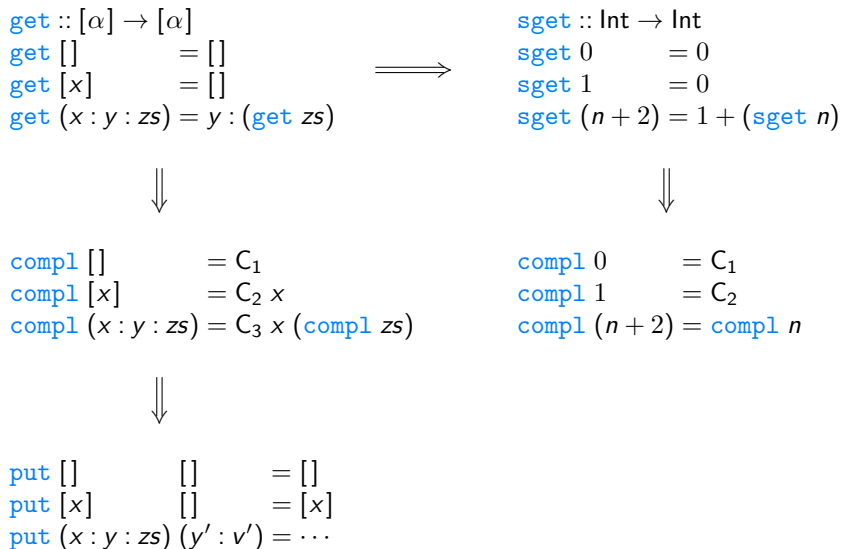 get :: [α] → [α]
get [] = []
get [x] = []
get (x : y : zs) = y : (get zs)
⟹
sget :: Int → Int
sget 0 = 0
sget 1 = 0
sget (n + 2) = 1 + (sget n)
⇓
⇓
compl [] = C₁
compl [x] = C₂ x
compl (x : y : zs) = C₃ x (compl zs)
compl 0 = C₁
compl 1 = C₂
compl (n + 2) = compl n
⇓
put [] [] = []
put [x] [] = [x]
put (x : y : zs) (y′ : v′) = ⋯